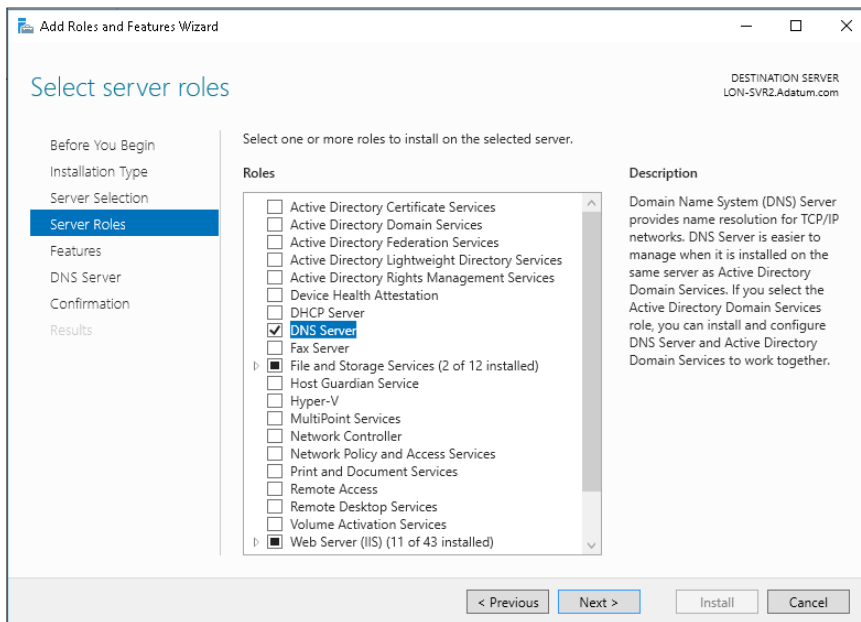 Add Roles and Features Wizard
Select server roles
DESTINATION SERVER
LON-SVR2.Adatum.com
Before You Begin
Installation Type
Server Selection
Server Roles
Features
DNS Server
Confirmation
Results
Select one or more roles to install on the selected server.
Roles
Active Directory Certificate Services
Active Directory Domain Services
Active Directory Federation Services
Active Directory Lightweight Directory Services
Active Directory Rights Management Services
Device Health Attestation
DHCP Server
DNS Server
Fax Server
File and Storage Services (2 of 12 installed)
Host Guardian Service
Hyper-V
MultiPoint Services
Network Controller
Network Policy and Access Services
Print and Document Services
Remote Access
Remote Desktop Services
Volume Activation Services
Web Server (IIS) (11 of 43 installed)
Description
Domain Name System (DNS) Server
provides name resolution for TCP/IP
networks. DNS Server is easier to
manage when it is installed on the
same server as Active Directory
Domain Services. If you select the
Active Directory Domain Services
role, you can install and configure
DNS Server and Active Directory
Domain Services to work together.
< Previous
Next >
Install
Cancel